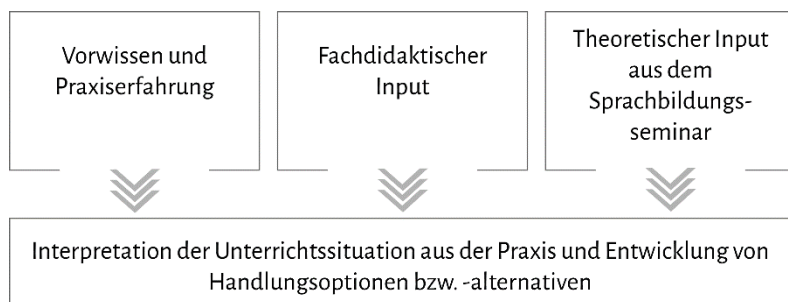 Vorwissen und
Praxiserfahrung
Fachdidaktischer
Input
Theoretischer Input
aus dem
Sprachbildungs-
seminar
Interpretation der Unterrichtssituation aus der Praxis und Entwicklung von
Handlungsoptionen bzw. -alternativen